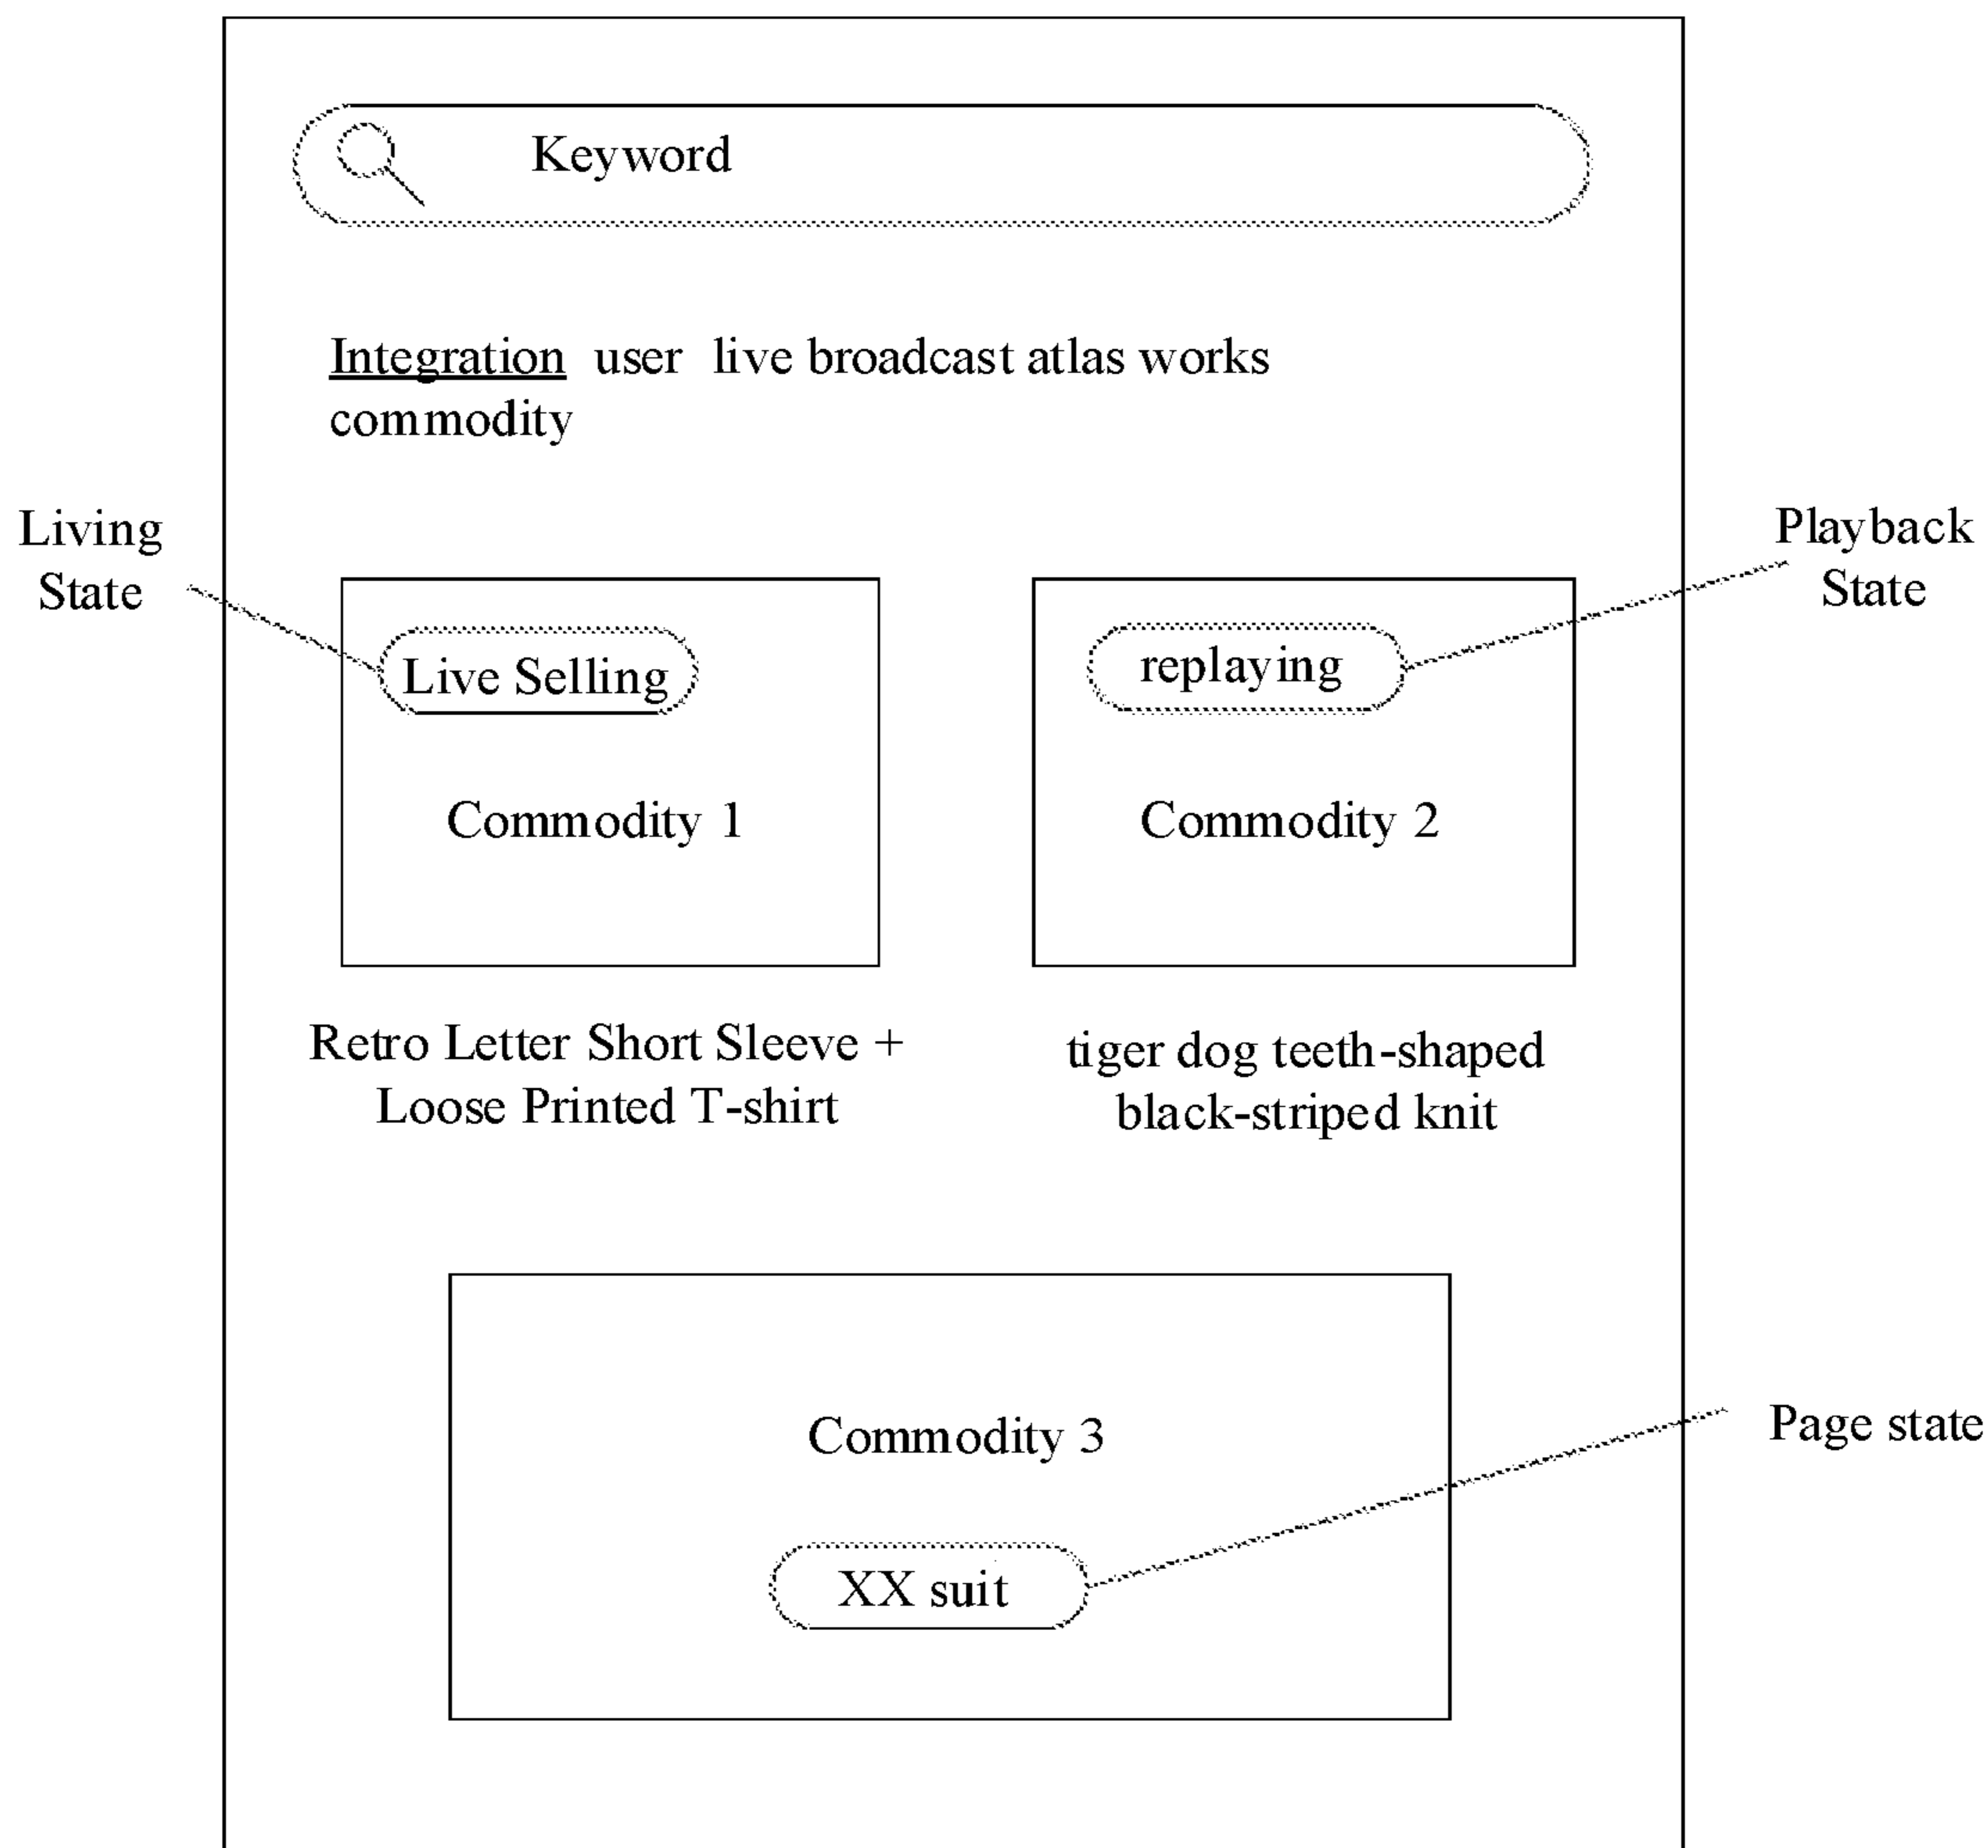 Keyword
Integration user live broadcast atlas works
commodity
Living
State
Playback
State
Live Selling
replaying
Commodity 1
Commodity 2
Retro Letter Short Sleeve +
Loose Printed T-shirt
tiger dog teeth-shaped
black-striped knit
Commodity 3
Page state
XX suit